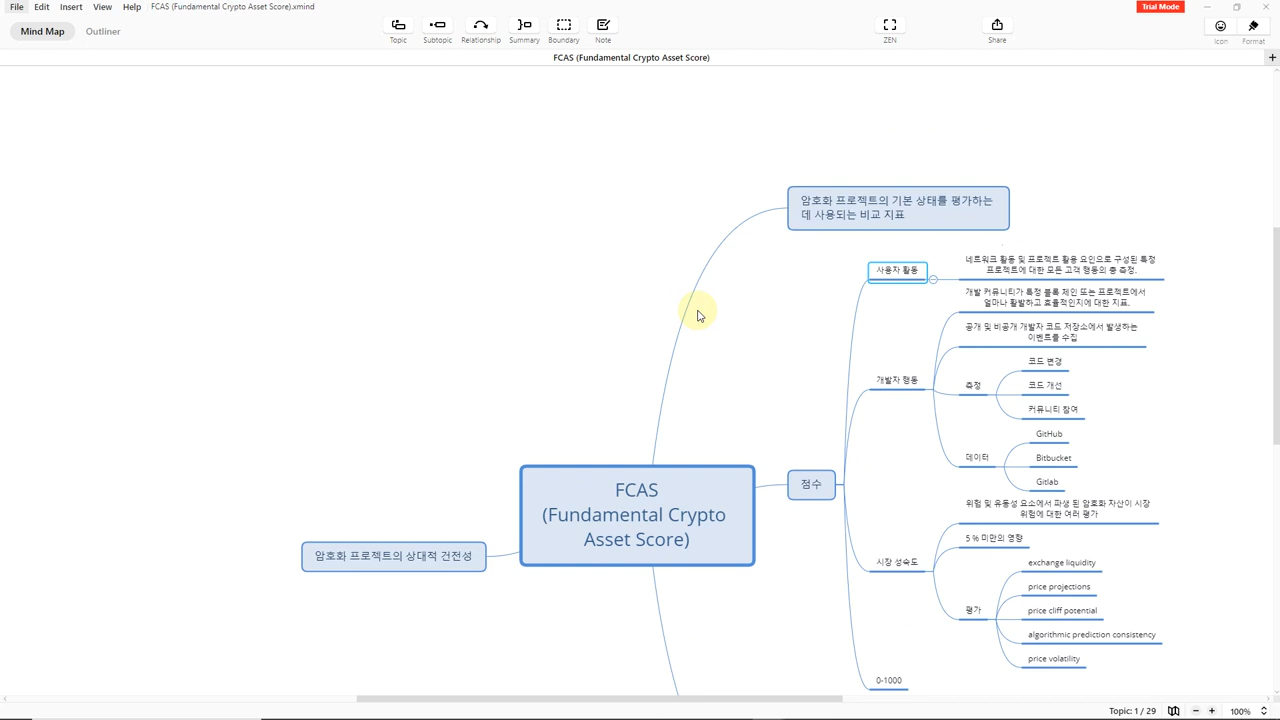 File Edit Insert View Help FCAS (Fundamental Crypto Asset Score).xmind
Trial Mode
Mind Map Outliner
Topic Subtopic Relationship Summary Boundary Note ZEN Share Icon Format
FCAS (Fundamental Crypto Asset Score)
암호화 프로젝트의 기본 상태를 평가하는
데 사용되는 비교 지표
사용자 활동
네트워크 활동 및 프로젝트 활용 요인으로 구성된 특정
프로젝트에 대한 모든 고객 행동의 총 측정.
개발 커뮤니티가 특정 블록 체인 또는 프로젝트에서
얼마나 활발하고 효율적인지에 대한 지표.
공개 및 비공개 개발자 코드 저장소에서 발생하는
이벤트를 수집
개발자 행동
측정
코드 변경
코드 개선
커뮤니티 참여
데이터
GitHub
Bitbucket
Gitlab
점수
FCAS
(Fundamental Crypto
Asset Score)
암호화 프로젝트의 상대적 건전성
위험 및 유동성 요소에서 파생 된 암호화 자산이 시장
위험에 대한 여러 평가
5 % 미만의 영향
시장 성숙도
평가
exchange liquidity
price projections
price cliff potential
algorithmic prediction consistency
price volatility
0-1000
Topic: 1 / 29
100%